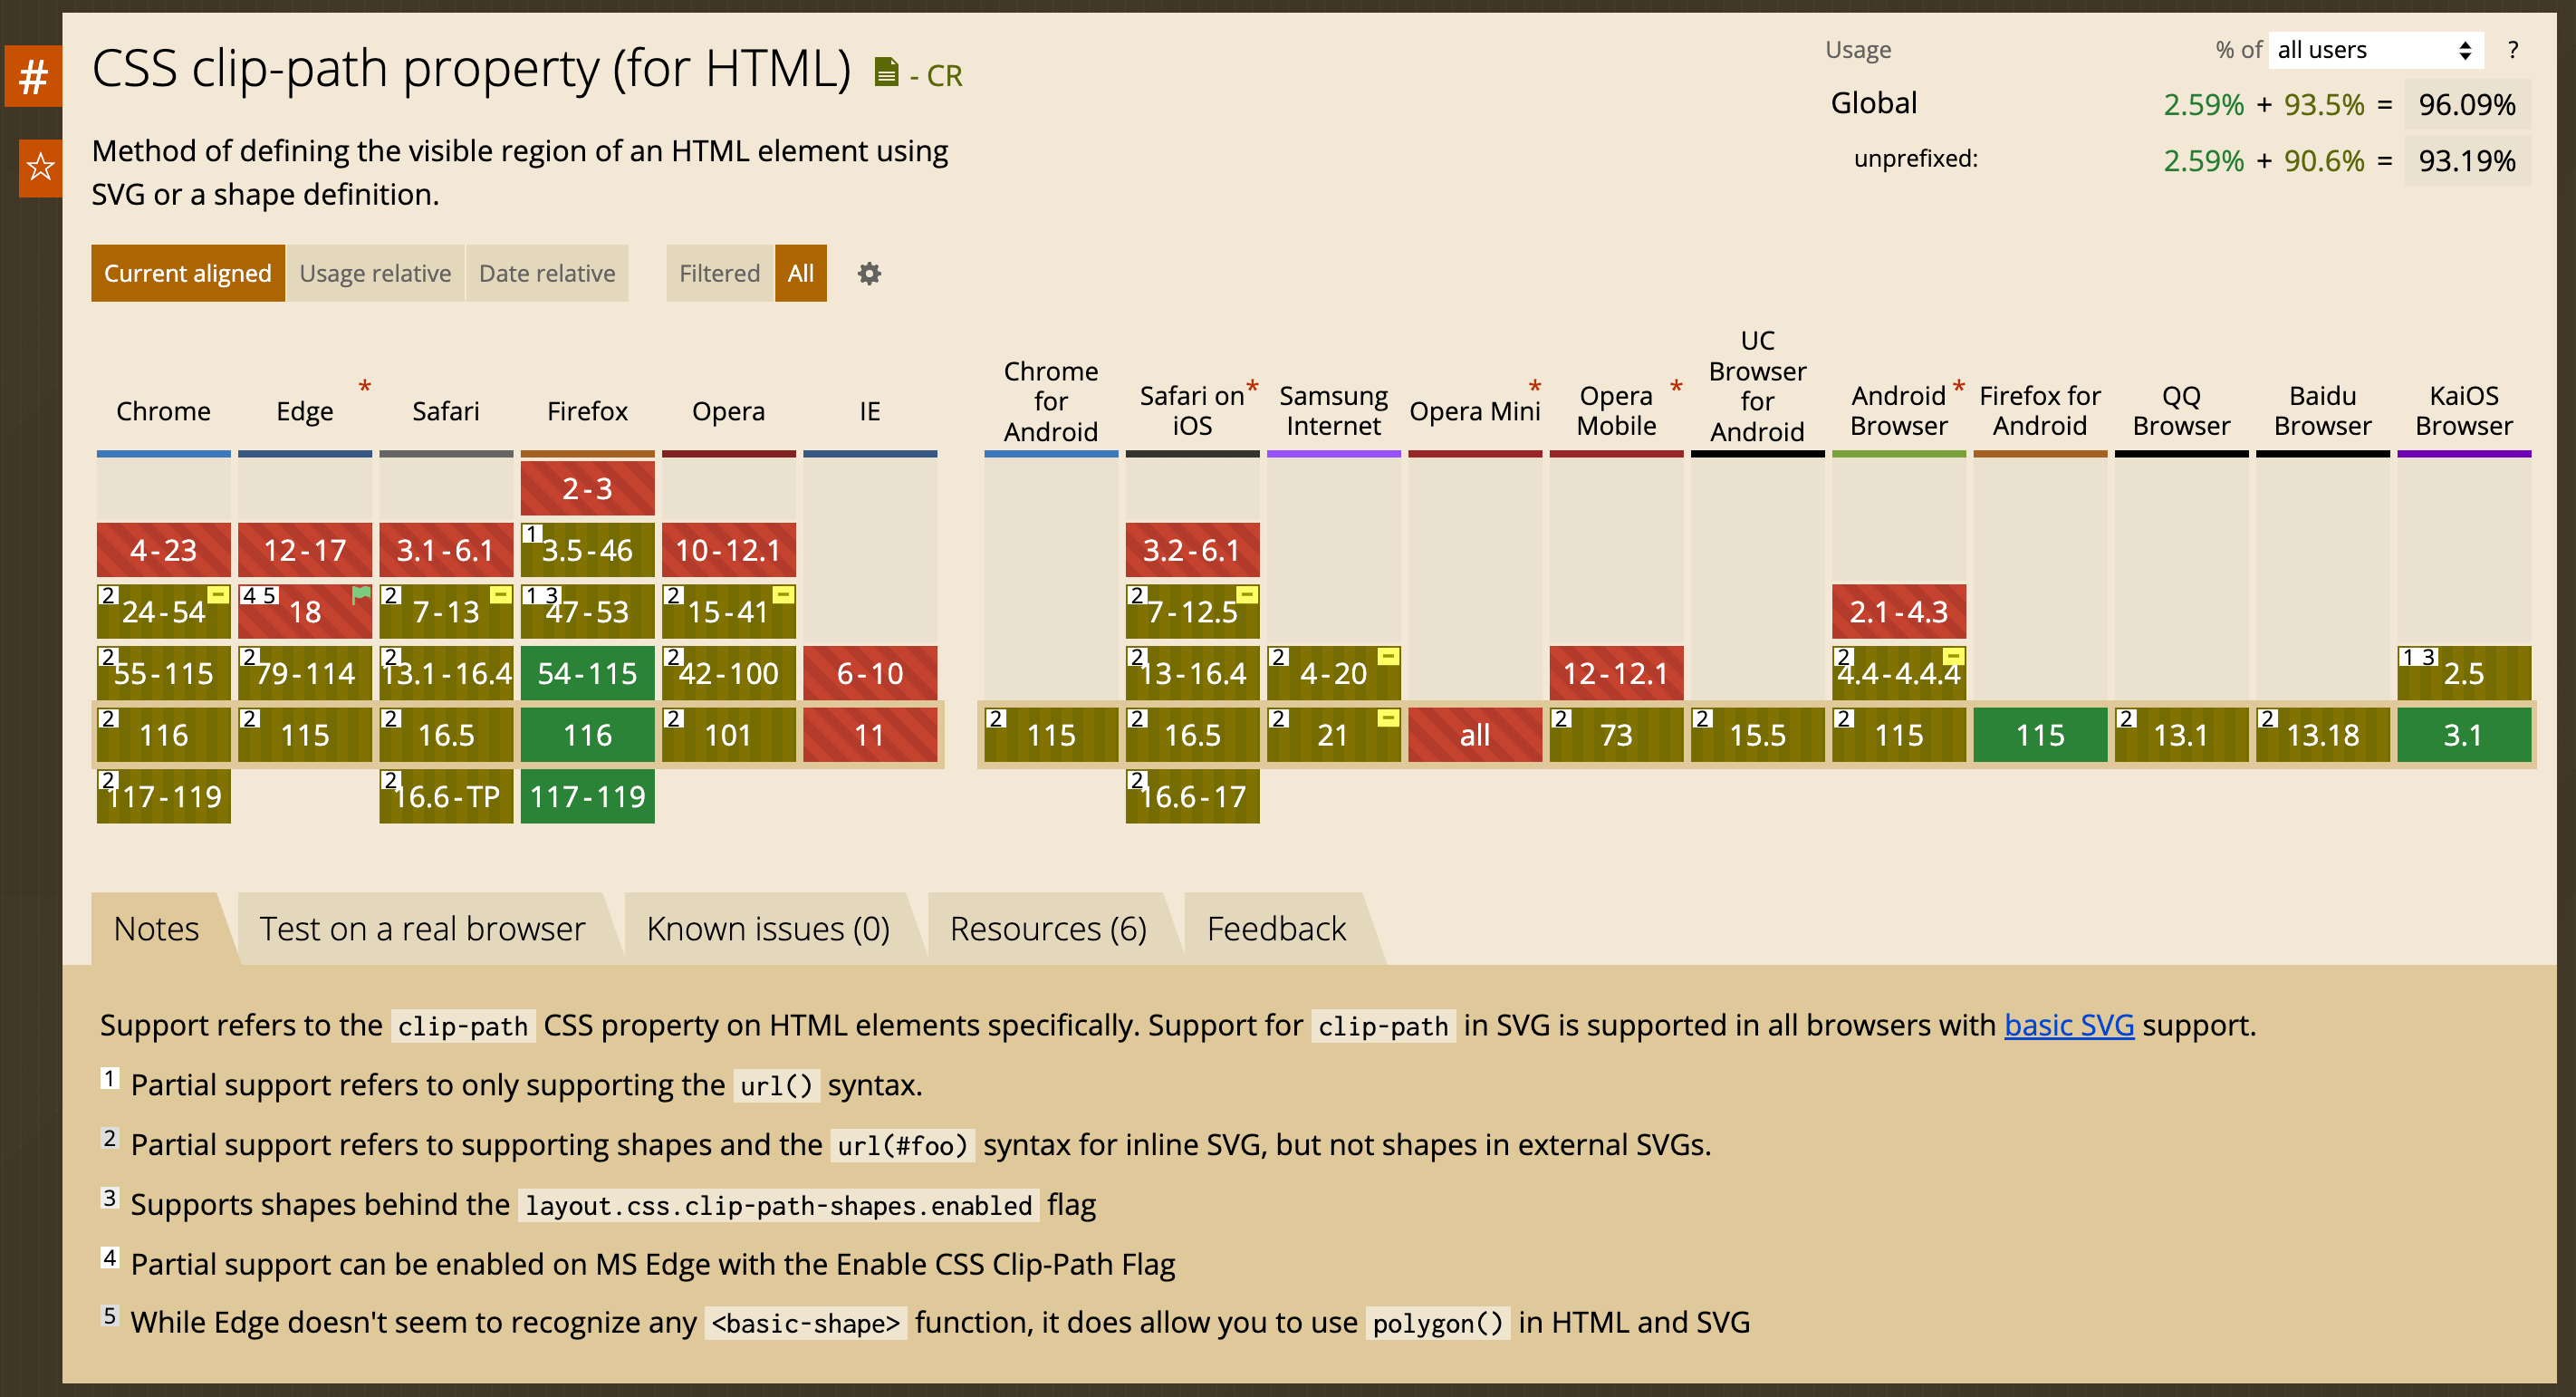 #
CSS clip-path property (for HTML) - CR
Usage % of all users ?
Global 2.59% + 93.5% = 96.09%
unprefixed: 2.59% + 90.6% = 93.19%
Method of defining the visible region of an HTML element using
SVG or a shape definition.
Current aligned Usage relative Date relative Filtered All
Chrome
Edge *
Safari
Firefox
Opera
IE
Chrome
for
Android
Safari on *
iOS
Samsung
Internet
Opera Mini *
Opera *
Mobile
UC
Browser
for
Android
Android *
Browser
Firefox for
Android
QQ
Browser
Baidu
Browser
KaiOS
Browser
2-3
4-23 12-17 3.1-6.1 1 3.5-46 10-12.1 3.2-6.1
2 24-54 4 5 18 2 7-13 1 3 47-53 2 15-41 2 7-12.5 2.1-4.3
2 55-115 2 79-114 2 13.1-16.4 54-115 2 42-100 6-10 2 13-16.4 2 4-20 12-12.1 2 4.4-4.4.4 1 3 2.5
2 116 2 115 2 16.5 116 2 101 11 2 115 2 16.5 2 21 all 2 73 2 15.5 2 115 115 2 13.1 2 13.18 3.1
2 117-119 2 16.6-TP 117-119 2 16.6-17
Notes Test on a real browser Known issues (0) Resources (6) Feedback
Support refers to the clip-path CSS property on HTML elements specifically. Support for clip-path in SVG is supported in all browsers with basic SVG support.
1 Partial support refers to only supporting the url() syntax.
2 Partial support refers to supporting shapes and the url(#foo) syntax for inline SVG, but not shapes in external SVGs.
3 Supports shapes behind the layout.css.clip-path-shapes.enabled flag
4 Partial support can be enabled on MS Edge with the Enable CSS Clip-Path Flag
5 While Edge doesn't seem to recognize any <basic-shape> function, it does allow you to use polygon() in HTML and SVG